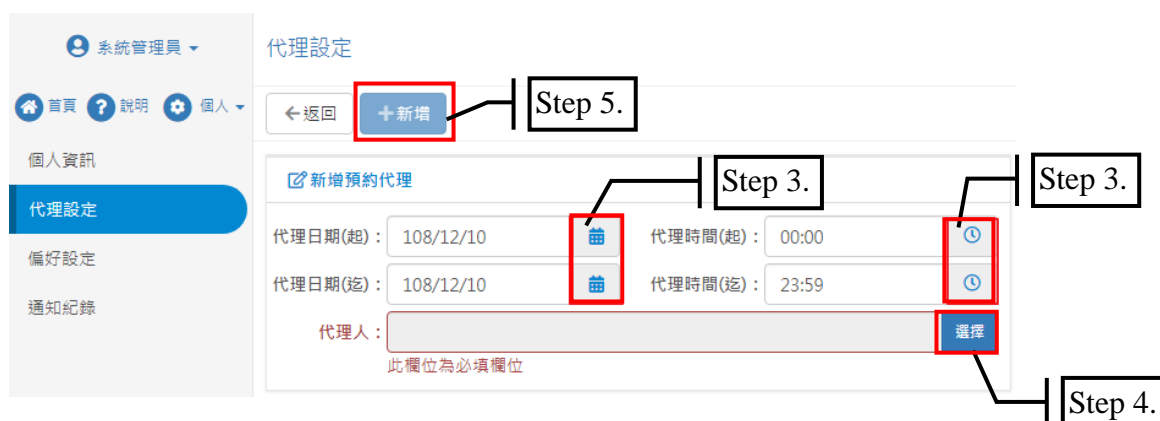 系統管理員
代理設定
首頁 說明 個人
←返回 +新增
Step 5.
個人資訊
新增預約代理
Step 3.
Step 3.
代理設定
代理日期(起)： 108/12/10
代理時間(起)： 00:00
偏好設定
代理日期(迄)： 108/12/10
代理時間(迄)： 23:59
通知紀錄
代理人： 選擇
此欄位為必填欄位
Step 4.